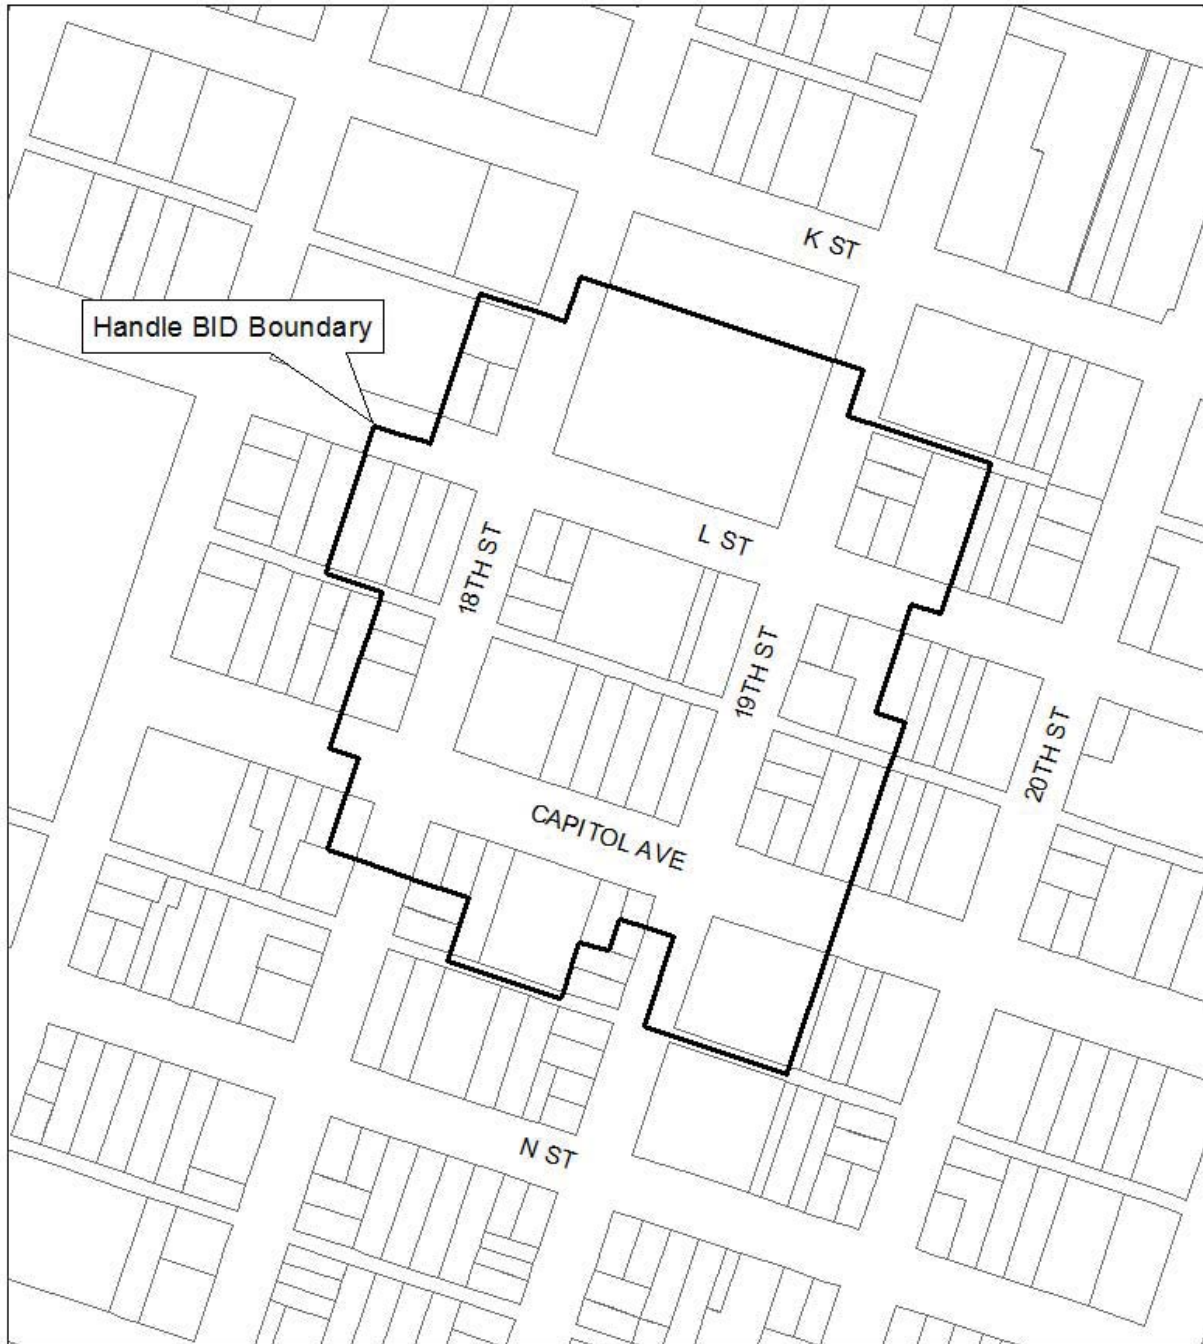 K ST
Handle BID Boundary
L ST
18TH ST
19TH ST
20TH ST
CAPITOL AVE
N ST